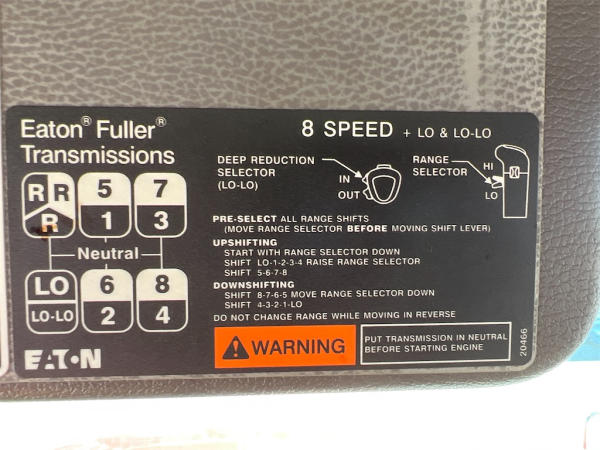 Eaton® Fuller®
Transmissions
8 SPEED + LO & LO-LO
R R
R
5
1
7
3
Neutral
LO
LO-LO
6
2
8
4
DEEP REDUCTION
SELECTOR
(LO-LO)
IN
OUT
RANGE
SELECTOR
HI
LO
PRE-SELECT ALL RANGE SHIFTS
(MOVE RANGE SELECTOR BEFORE MOVING SHIFT LEVER)
UPSHIFTING
START WITH RANGE SELECTOR DOWN
SHIFT LO-1-2-3-4 RAISE RANGE SELECTOR
SHIFT 5-6-7-8
DOWNSHIFTING
SHIFT 8-7-6-5 MOVE RANGE SELECTOR DOWN
SHIFT 4-3-2-1-LO
DO NOT CHANGE RANGE WHILE MOVING IN REVERSE
WARNING
PUT TRANSMISSION IN NEUTRAL
BEFORE STARTING ENGINE
20466
EATON